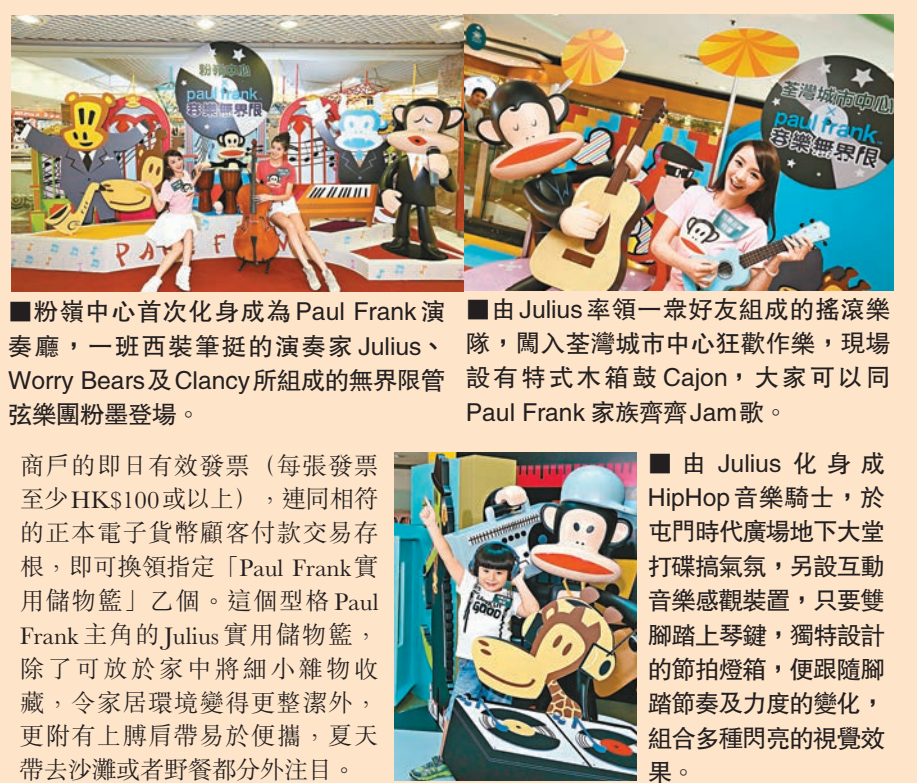 粉嶺中心
paul frank
音樂無界限
PAUL F
荃灣城市中心
paul frank
音樂無界限
■粉嶺中心首次化身成為Paul Frank演
奏廳，一班西裝筆挺的演奏家Julius、
Worry Bears及Clancy所組成的無界限管
弦樂團粉墨登場。
■由Julius率領一眾好友組成的搖滾樂
隊，闖入荃灣城市中心狂歡作樂，現場
設有特式木箱鼓Cajon，大家可以同
Paul Frank 家族齊齊Jam歌。
商戶的即日有效發票（每張發票
至少HK$100或以上），連同相符
的正本電子貨幣顧客付款交易存
根，即可換領指定「Paul Frank實
用儲物籃」乙個。這個型格Paul
Frank主角的Julius實用儲物籃，
除了可放於家中將細小雜物收
藏，令家居環境變得更整潔外，
更附有上膊肩帶易於便攜，夏天
帶去沙灘或者野餐都分外注目。
GOOD
■由 Julius 化身成
HipHop音樂騎士，於
屯門時代廣場地下大堂
打碟搞氣氛，另設互動
音樂感觀裝置，只要雙
腳踏上琴鍵，獨特設計
的節拍燈箱，便跟隨腳
踏節奏及力度的變化，
組合多種閃亮的視覺效
果。